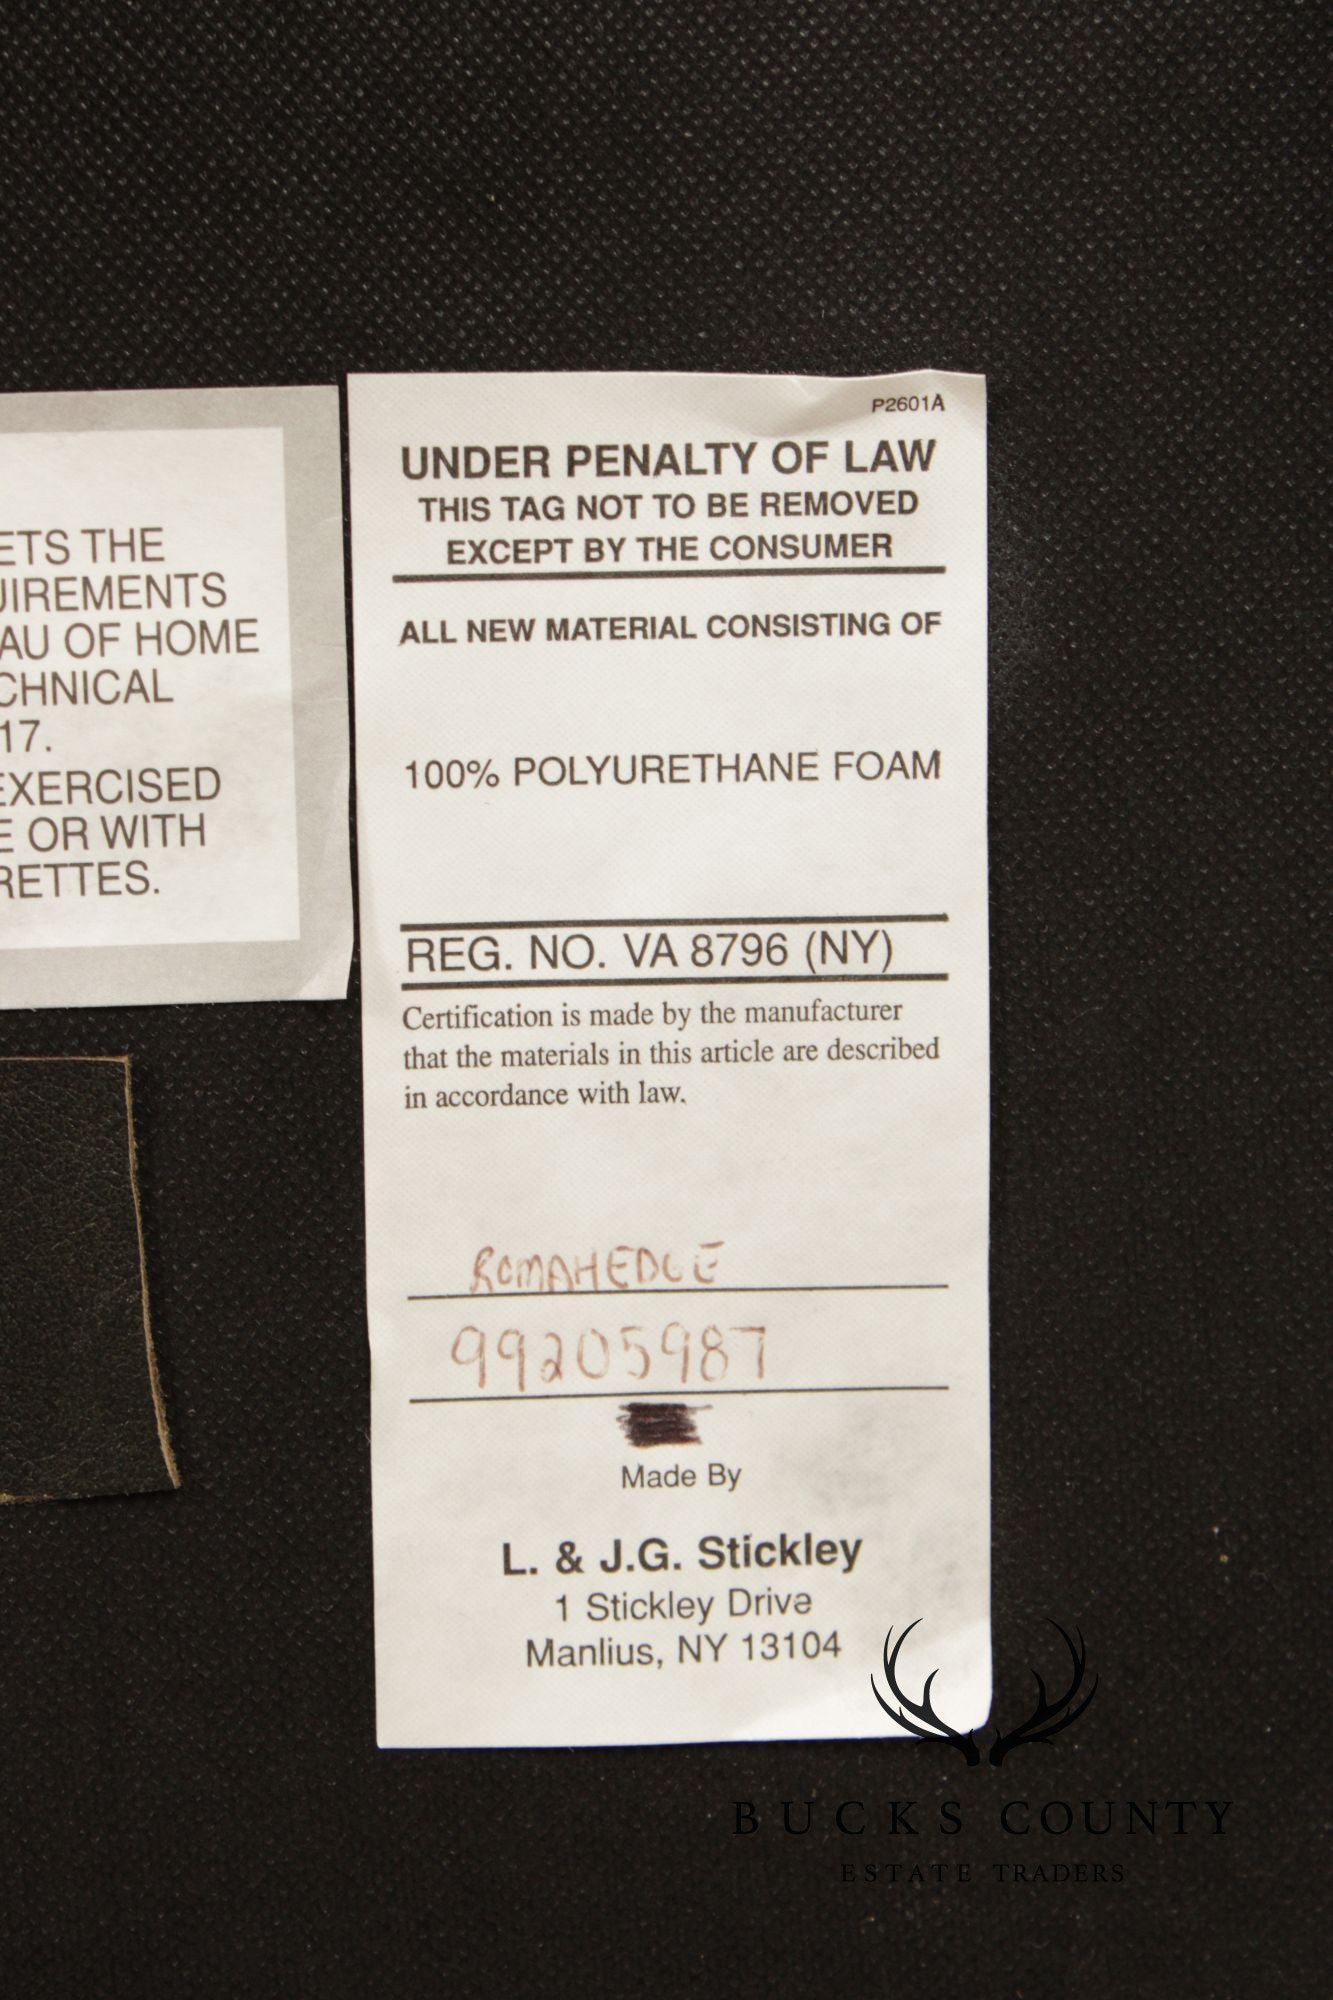 ETS THE
UIREMENTS
AU OF HOME
CHNICAL
17.
EXERCISED
E OR WITH
RETTES.
P2601A
UNDER PENALTY OF LAW
THIS TAG NOT TO BE REMOVED
EXCEPT BY THE CONSUMER
ALL NEW MATERIAL CONSISTING OF
100% POLYURETHANE FOAM
REG. NO. VA 8796 (NY)
Certification is made by the manufacturer
that the materials in this article are described
in accordance with law.
99205987
Made By
L. & J.G. Stickley
1 Stickley Drive
Manlius, NY 13104
BUCKS COUNTY
ESTATE TRADERS